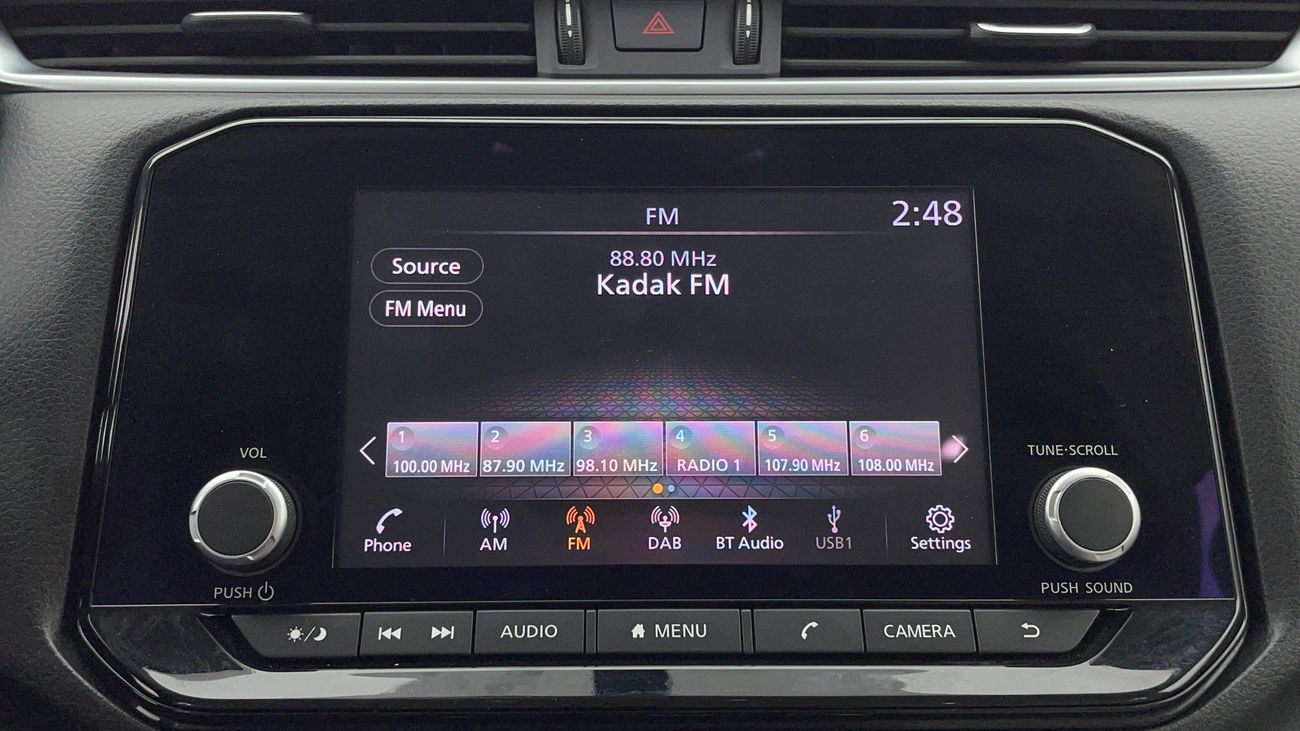 FM
2:48
Source
88.80 MHz
Kadak FM
FM Menu
1 2 3 4 5 6
100.00 MHz 87.90 MHz 98.10 MHz RADIO 1 107.90 MHz 108.00 MHz
VOL
TUNE·SCROLL
Phone AM FM DAB BT Audio USB1 Settings
PUSH
PUSH SOUND
AUDIO MENU CAMERA